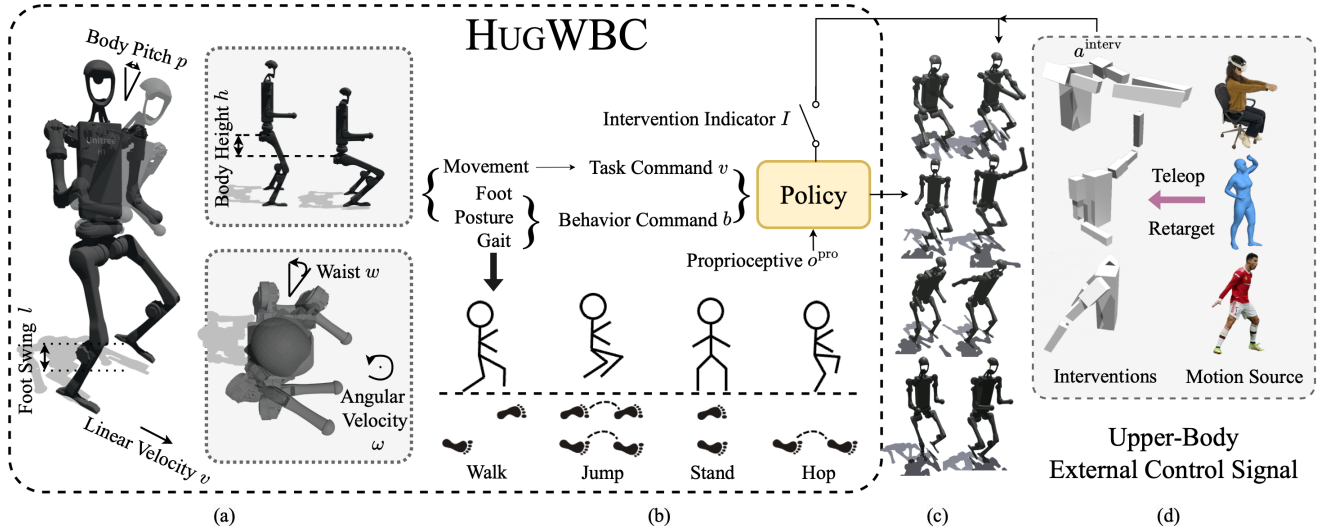 HUGWBC
Body Pitch p
Body Height h
Foot Swing l
Linear Velocity v
Waist w
Angular
Velocity
ω
Unitree
H1
Movement
Foot
Posture
Gait
Task Command v
Behavior Command b
Intervention Indicator I
Policy
Proprioceptive o^pro
Walk
Jump
Stand
Hop
a^interv
Teleop
Retarget
Interventions
Motion Source
Upper-Body
External Control Signal
(a)
(b)
(c)
(d)